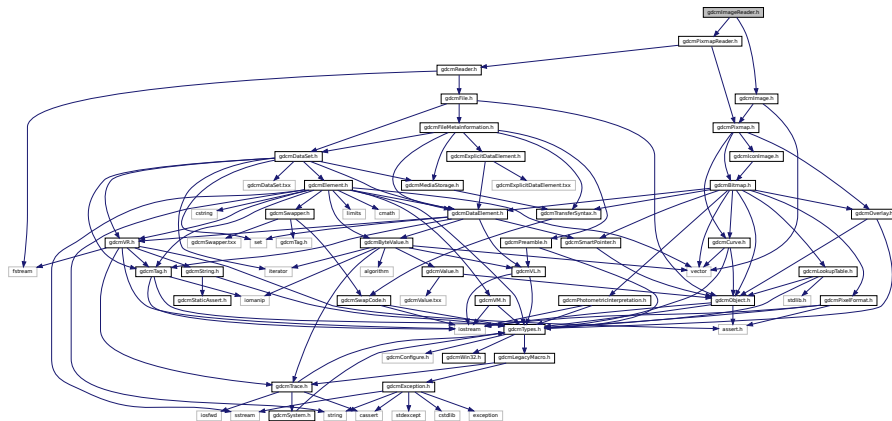 gdcmImageReader.h
gdcmPixmapReader.h
gdcmReader.h
gdcmFile.h
gdcmImage.h
gdcmFileMetaInformation.h
gdcmPixmap.h
gdcmDataSet.h
gdcmExplicitDataElement.h
gdcmIconImage.h
gdcmDataSet.txx
gdcmElement.h
gdcmMediaStorage.h
gdcmExplicitDataElement.txx
gdcmBitmap.h
cstring
gdcmSwapper.h
limits
cmath
gdcmDataElement.h
gdcmTransferSyntax.h
gdcmOverlay.h
gdcmVR.h
gdcmSwapper.txx
set
gdcmTag.h
gdcmByteValue.h
gdcmPreamble.h
gdcmSmartPointer.h
gdcmCurve.h
fstream
gdcmTag.h
gdcmString.h
iterator
algorithm
gdcmValue.h
gdcmVL.h
vector
gdcmLookupTable.h
gdcmStaticAssert.h
iomanip
gdcmSwapCode.h
gdcmValue.txx
gdcmVM.h
gdcmPhotometricInterpretation.h
gdcmObject.h
stdlib.h
gdcmPixelFormat.h
iostream
gdcmTypes.h
assert.h
gdcmConfigure.h
gdcmWin32.h
gdcmLegacyMacro.h
gdcmTrace.h
gdcmException.h
iosfwd
sstream
gdcmSystem.h
string
cassert
stdexcept
cstdlib
exception